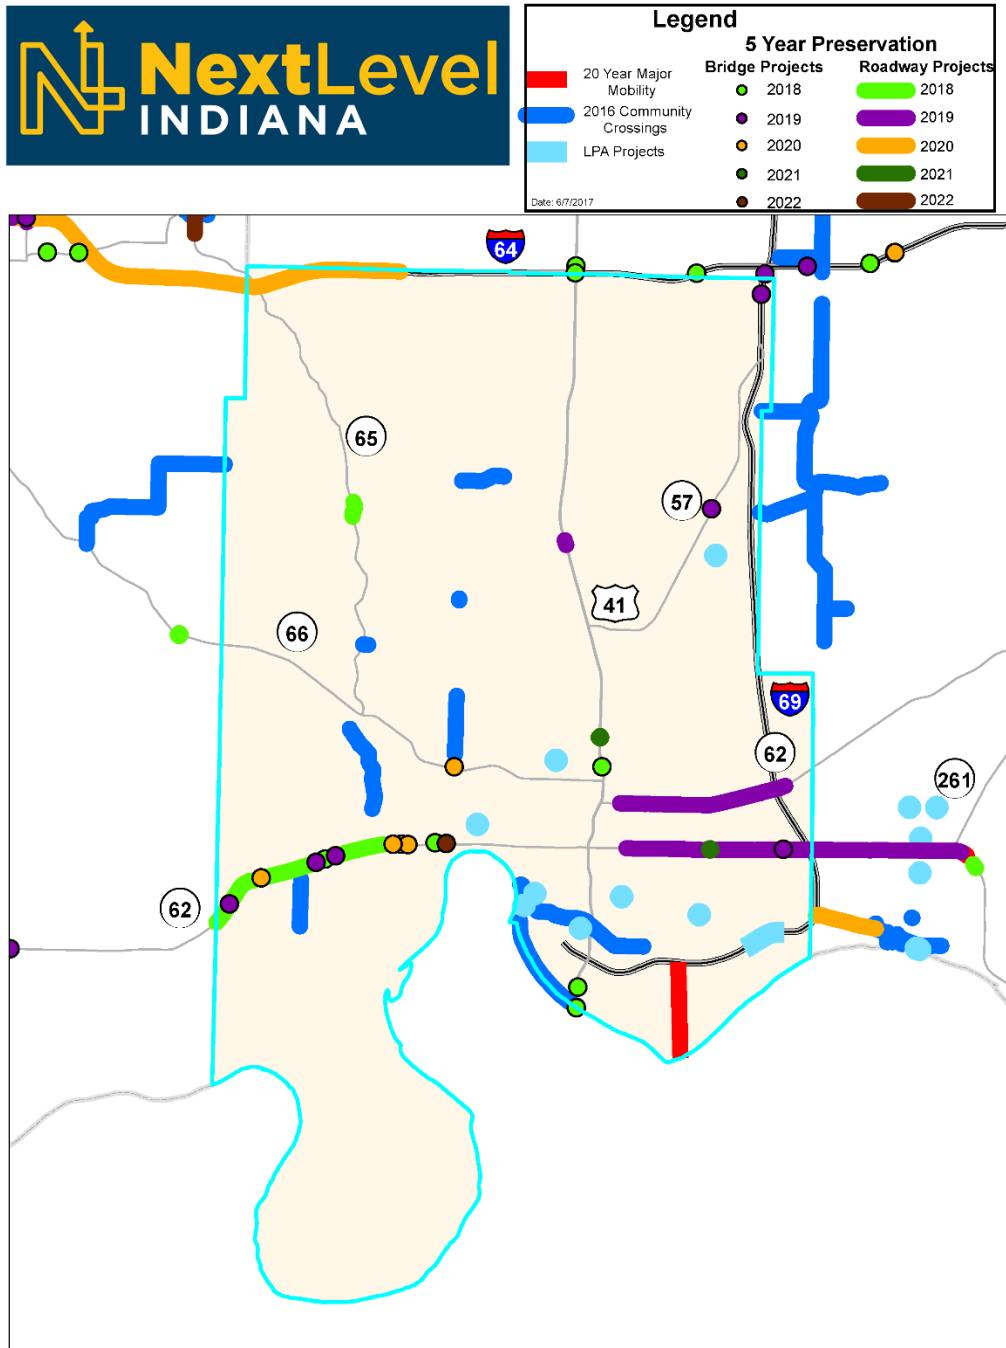 NextLevel
INDIANA
Legend
5 Year Preservation
Bridge Projects Roadway Projects
20 Year Major
Mobility
2016 Community
Crossings
LPA Projects
2018 2018
2019 2019
2020 2020
2021 2021
2022 2022
Date: 6/7/2017
64
65
57
41
66
69
62
261
62